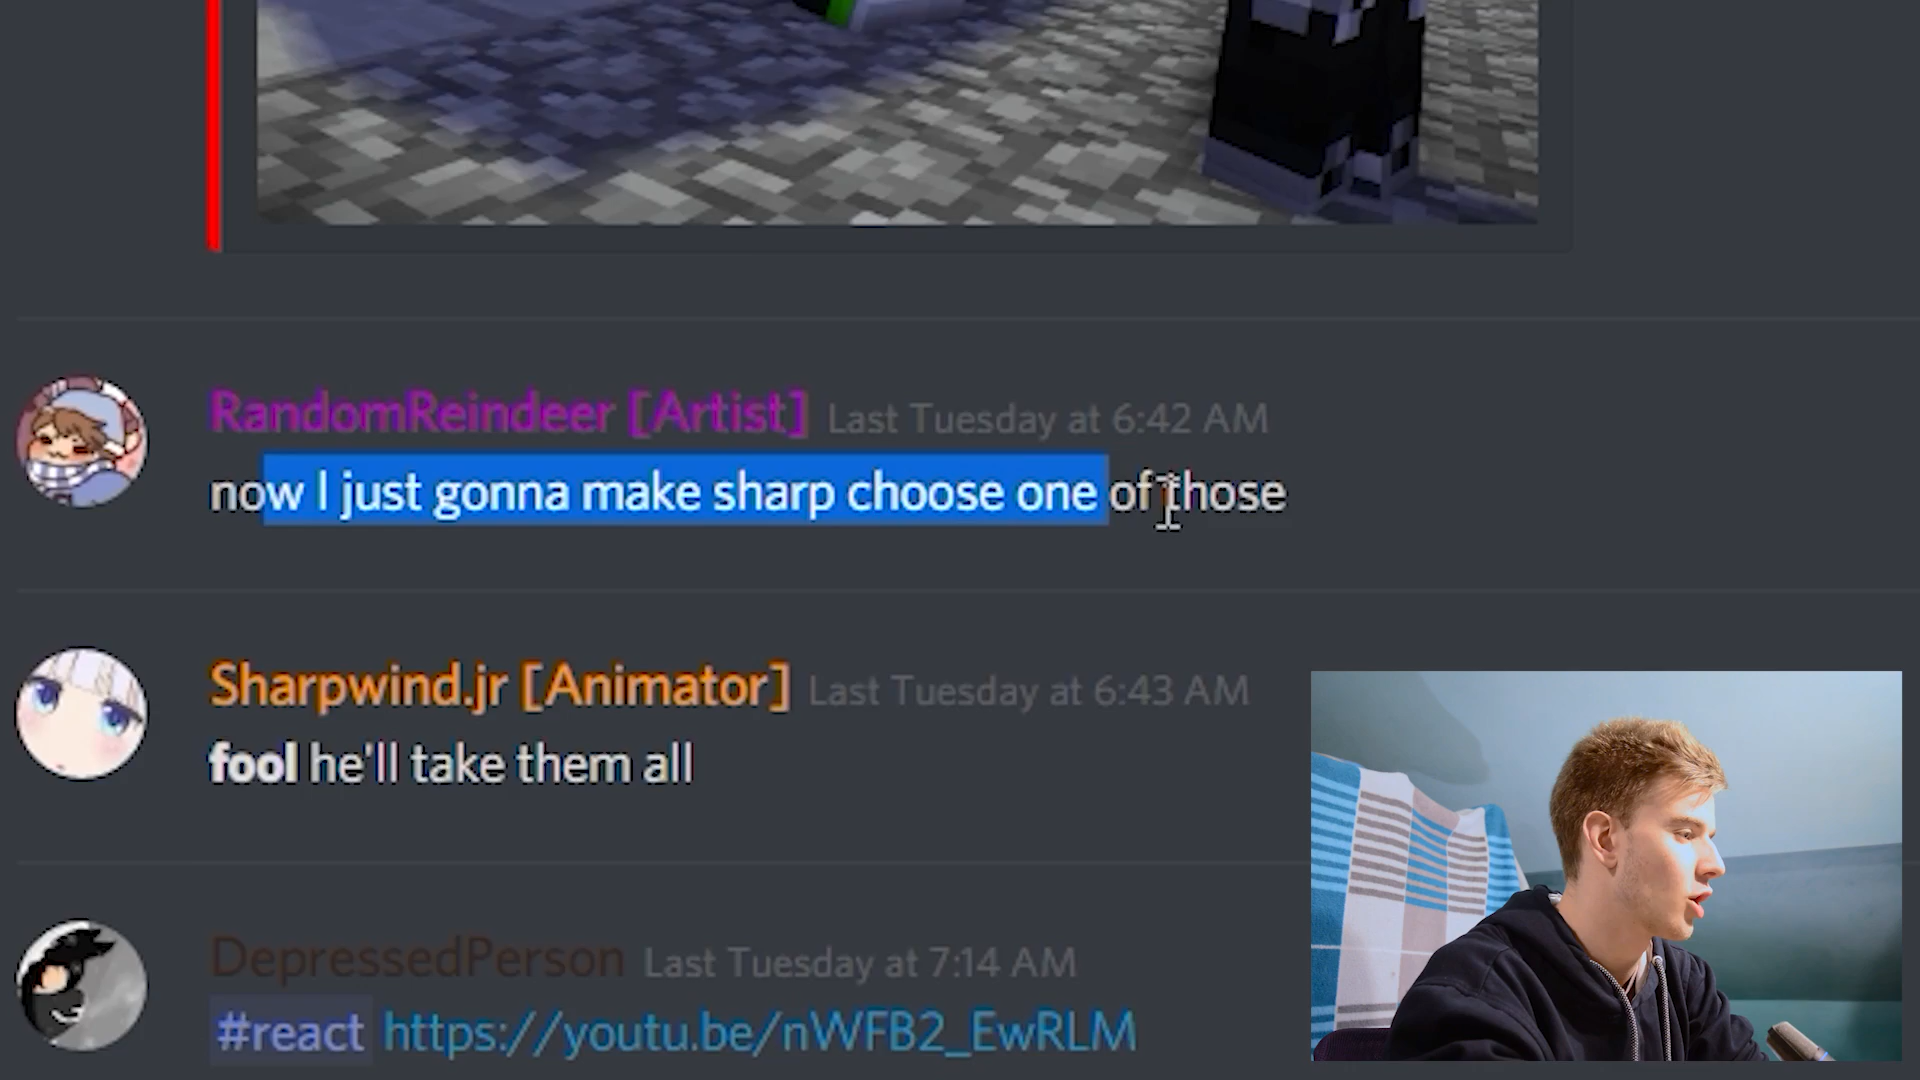 RandomReindeer [Artist] Last Tuesday at 6:42 AM
now I just gonna make sharp choose one of those
Sharpwind.jr [Animator] Last Tuesday at 6:43 AM
fool he'll take them all
DepressedPerson Last Tuesday at 7:14 AM
#react https://youtu.be/nWFB2_EwRLM